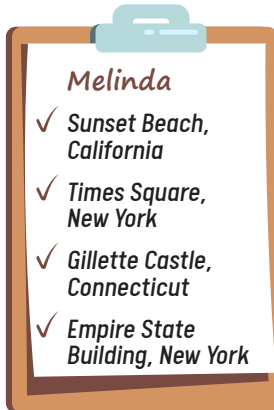 Melinda
Sunset Beach,
California
Times Square,
New York
Gillette Castle,
Connecticut
Empire State
Building, New York